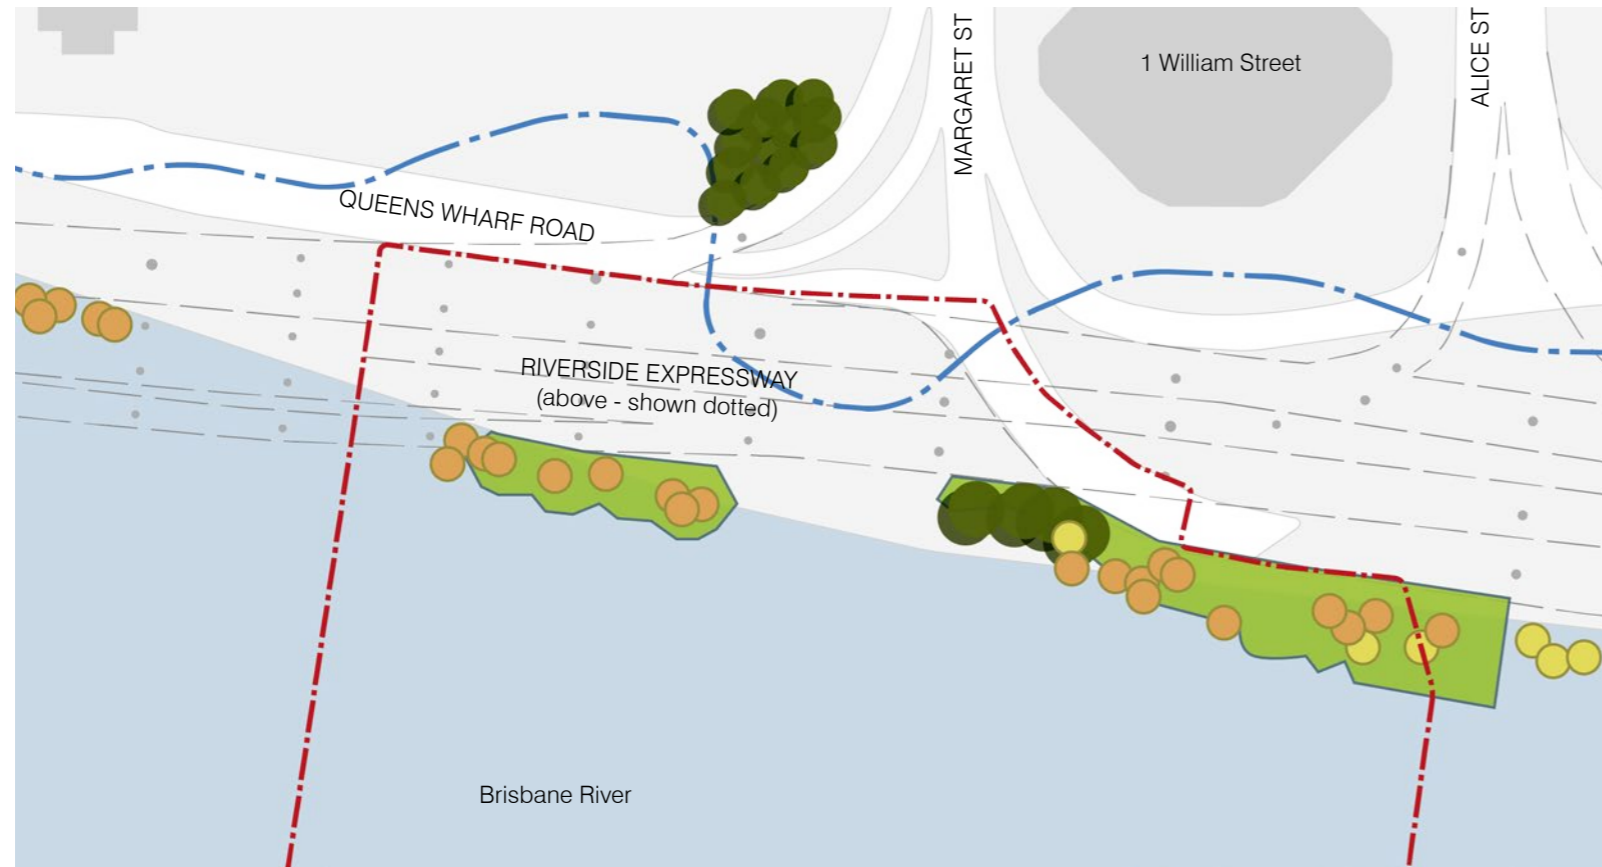 MARGARET ST
1 William Street
ALICE ST
QUEENS WHARF ROAD
RIVERSIDE EXPRESSWAY
(above - shown dotted)
Brisbane River